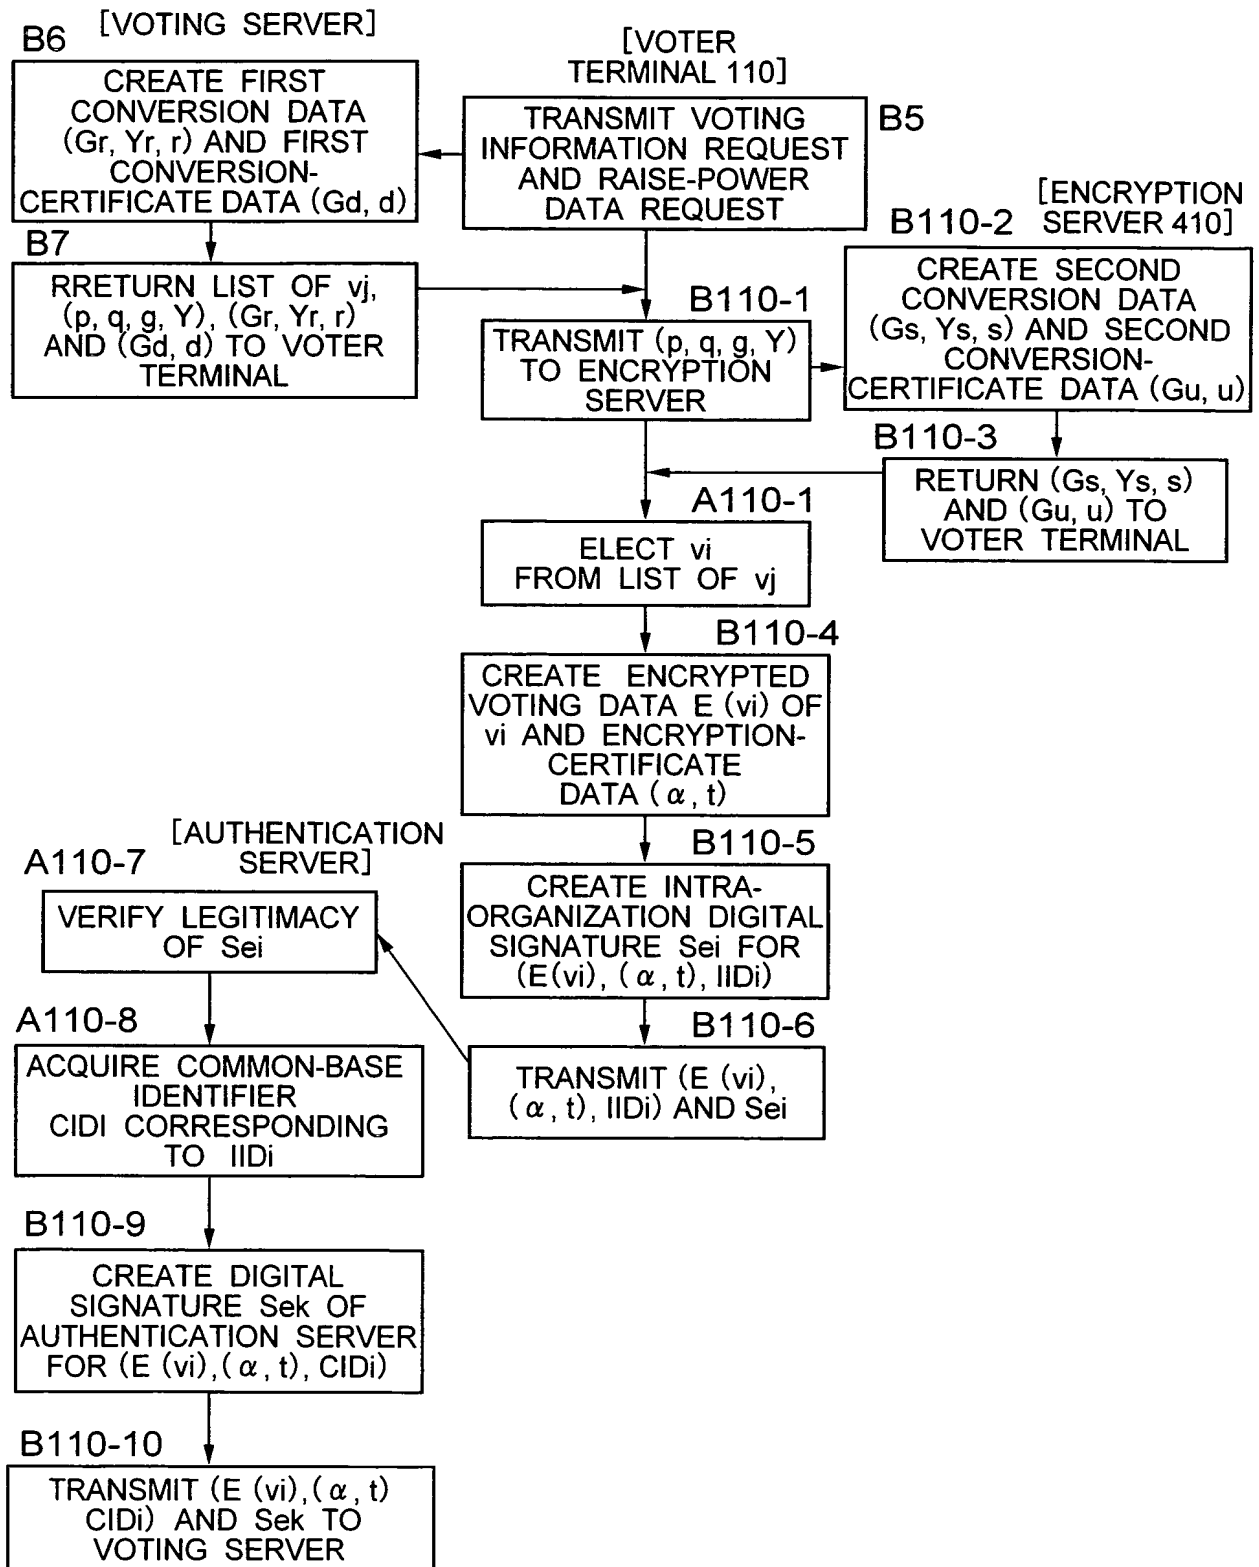 [VOTING SERVER]
B6
CREATE FIRST
CONVERSION DATA
(Gr, Yr, r) AND FIRST
CONVERSION-
CERTIFICATE DATA (Gd, d)
[VOTER
TERMINAL 110]
B5
TRANSMIT VOTING
INFORMATION REQUEST
AND RAISE-POWER
DATA REQUEST
B7
RRETURN LIST OF vj,
(p, q, g, Y), (Gr, Yr, r)
AND (Gd, d) TO VOTER
TERMINAL
B110-1
TRANSMIT (p, q, g, Y)
TO ENCRYPTION
SERVER
[ENCRYPTION
SERVER 410]
B110-2
CREATE SECOND
CONVERSION DATA
(Gs, Ys, s) AND SECOND
CONVERSION-
CERTIFICATE DATA (Gu, u)
B110-3
RETURN (Gs, Ys, s)
AND (Gu, u) TO
VOTER TERMINAL
A110-1
ELECT vi
FROM LIST OF vj
B110-4
CREATE ENCRYPTED
VOTING DATA E (vi) OF
vi AND ENCRYPTION-
CERTIFICATE
DATA (α, t)
B110-5
CREATE INTRA-
ORGANIZATION DIGITAL
SIGNATURE Sei FOR
(E(vi), (α, t), IIDi)
B110-6
TRANSMIT (E (vi),
(α, t), IIDi) AND Sei
[AUTHENTICATION
SERVER]
A110-7
VERIFY LEGITIMACY
OF Sei
A110-8
ACQUIRE COMMON-BASE
IDENTIFIER
CIDI CORRESPONDING
TO IIDi
B110-9
CREATE DIGITAL
SIGNATURE Sek OF
AUTHENTICATION SERVER
FOR (E (vi),(α, t), CIDi)
B110-10
TRANSMIT (E (vi),(α, t)
CIDi) AND Sek TO
VOTING SERVER